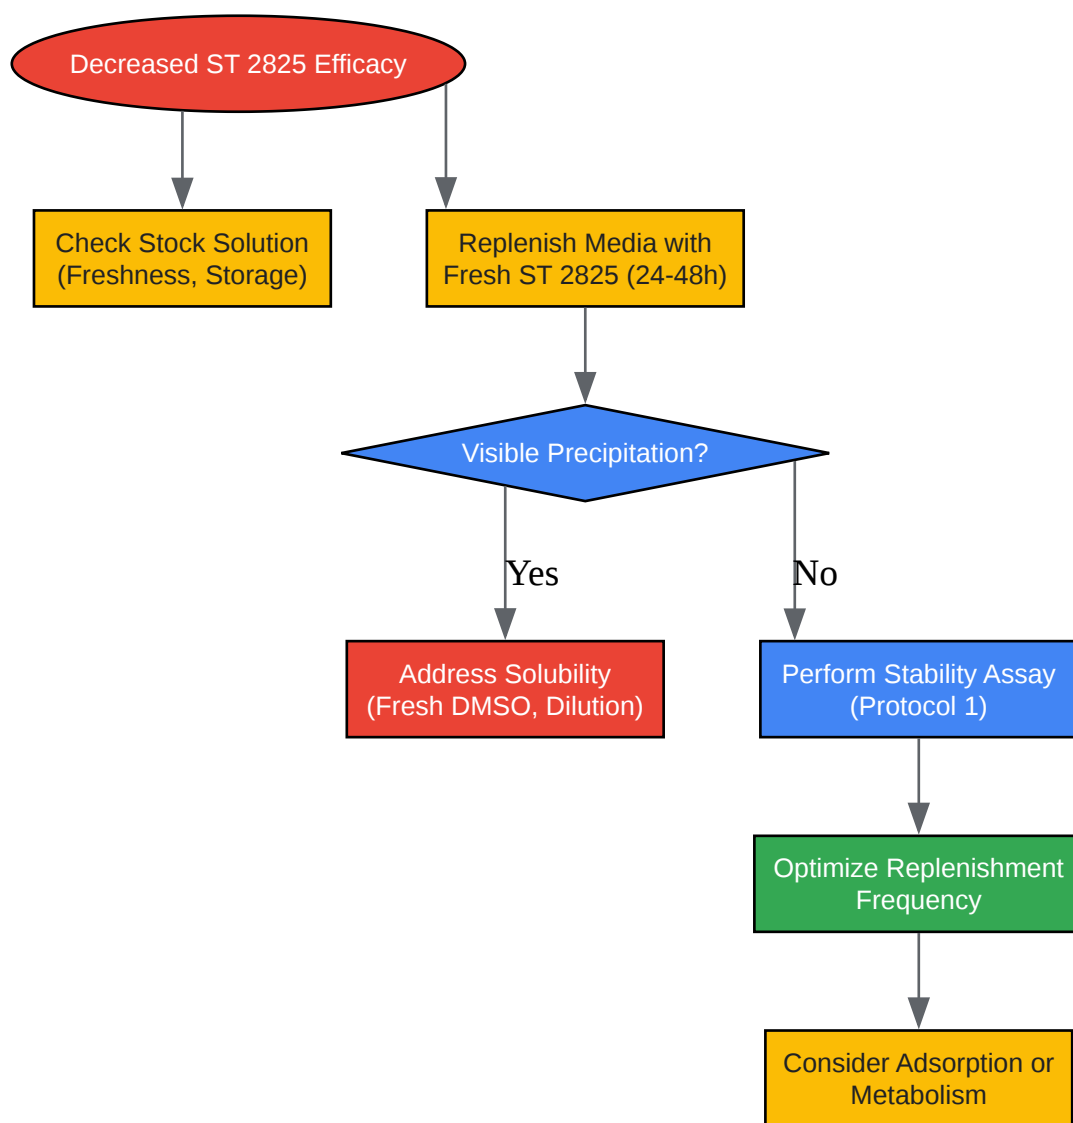 Decreased ST 2825 Efficacy
Check Stock Solution
(Freshness, Storage)
Replenish Media with
Fresh ST 2825 (24-48h)
Visible Precipitation?
Yes
No
Address Solubility
(Fresh DMSO, Dilution)
Perform Stability Assay
(Protocol 1)
Optimize Replenishment
Frequency
Consider Adsorption or
Metabolism